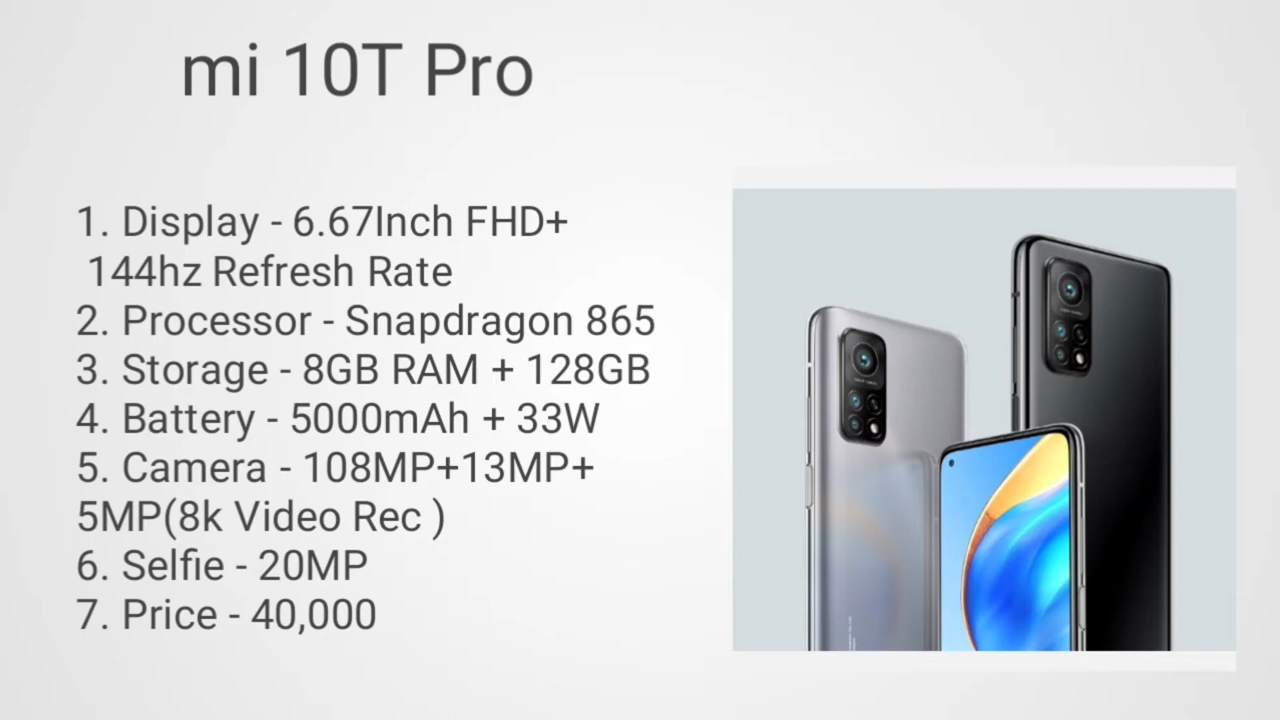 mi 10T Pro
1. Display - 6.67Inch FHD+
144hz Refresh Rate
2. Processor - Snapdragon 865
3. Storage - 8GB RAM + 128GB
4. Battery - 5000mAh + 33W
5. Camera - 108MP+13MP+
5MP(8k Video Rec )
6. Selfie - 20MP
7. Price - 40,000